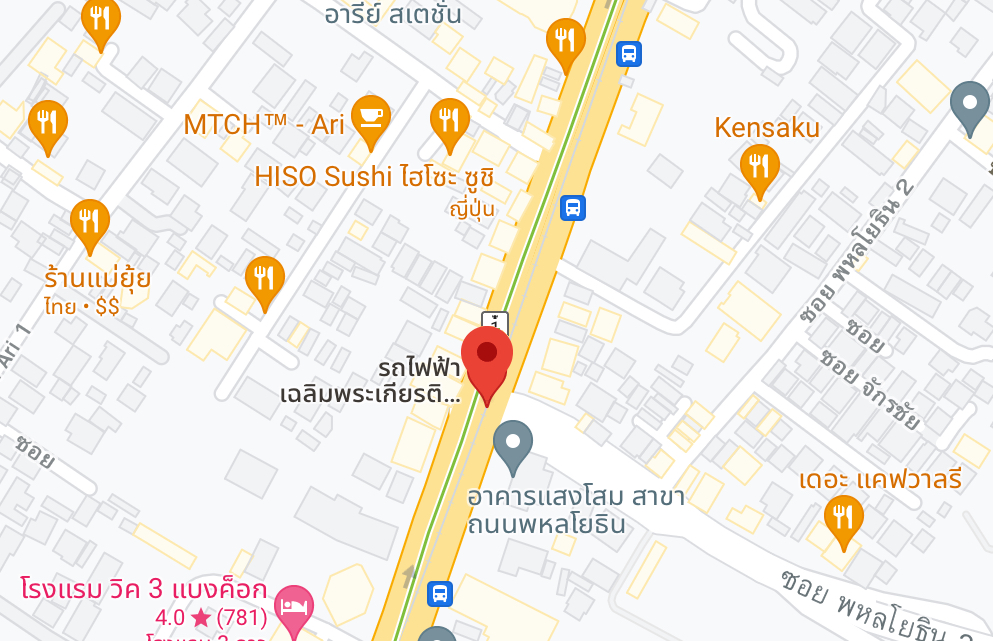 อารีย์ สเตชั่น
MTCH™ - Ari
Kensaku
HISO Sushi ไฮโซะ ซูชิ
ญี่ปุ่น
ซอย พหลโยธิน 2
ร้านแม่ยุ้ย
ไทย • $$
Ari 1
1
ซอย
รถไฟฟ้า
เฉลิมพระเกียรติ...
ซอย จักรชัย
ซอย
เดอะ แคฟวาลรี
อาคารแสงโสม สาขา
ถนนพหลโยธิน
โรงแรม วิค 3 แบงค็อก
4.0 ★ (781)
ซอย พหลโยธิน